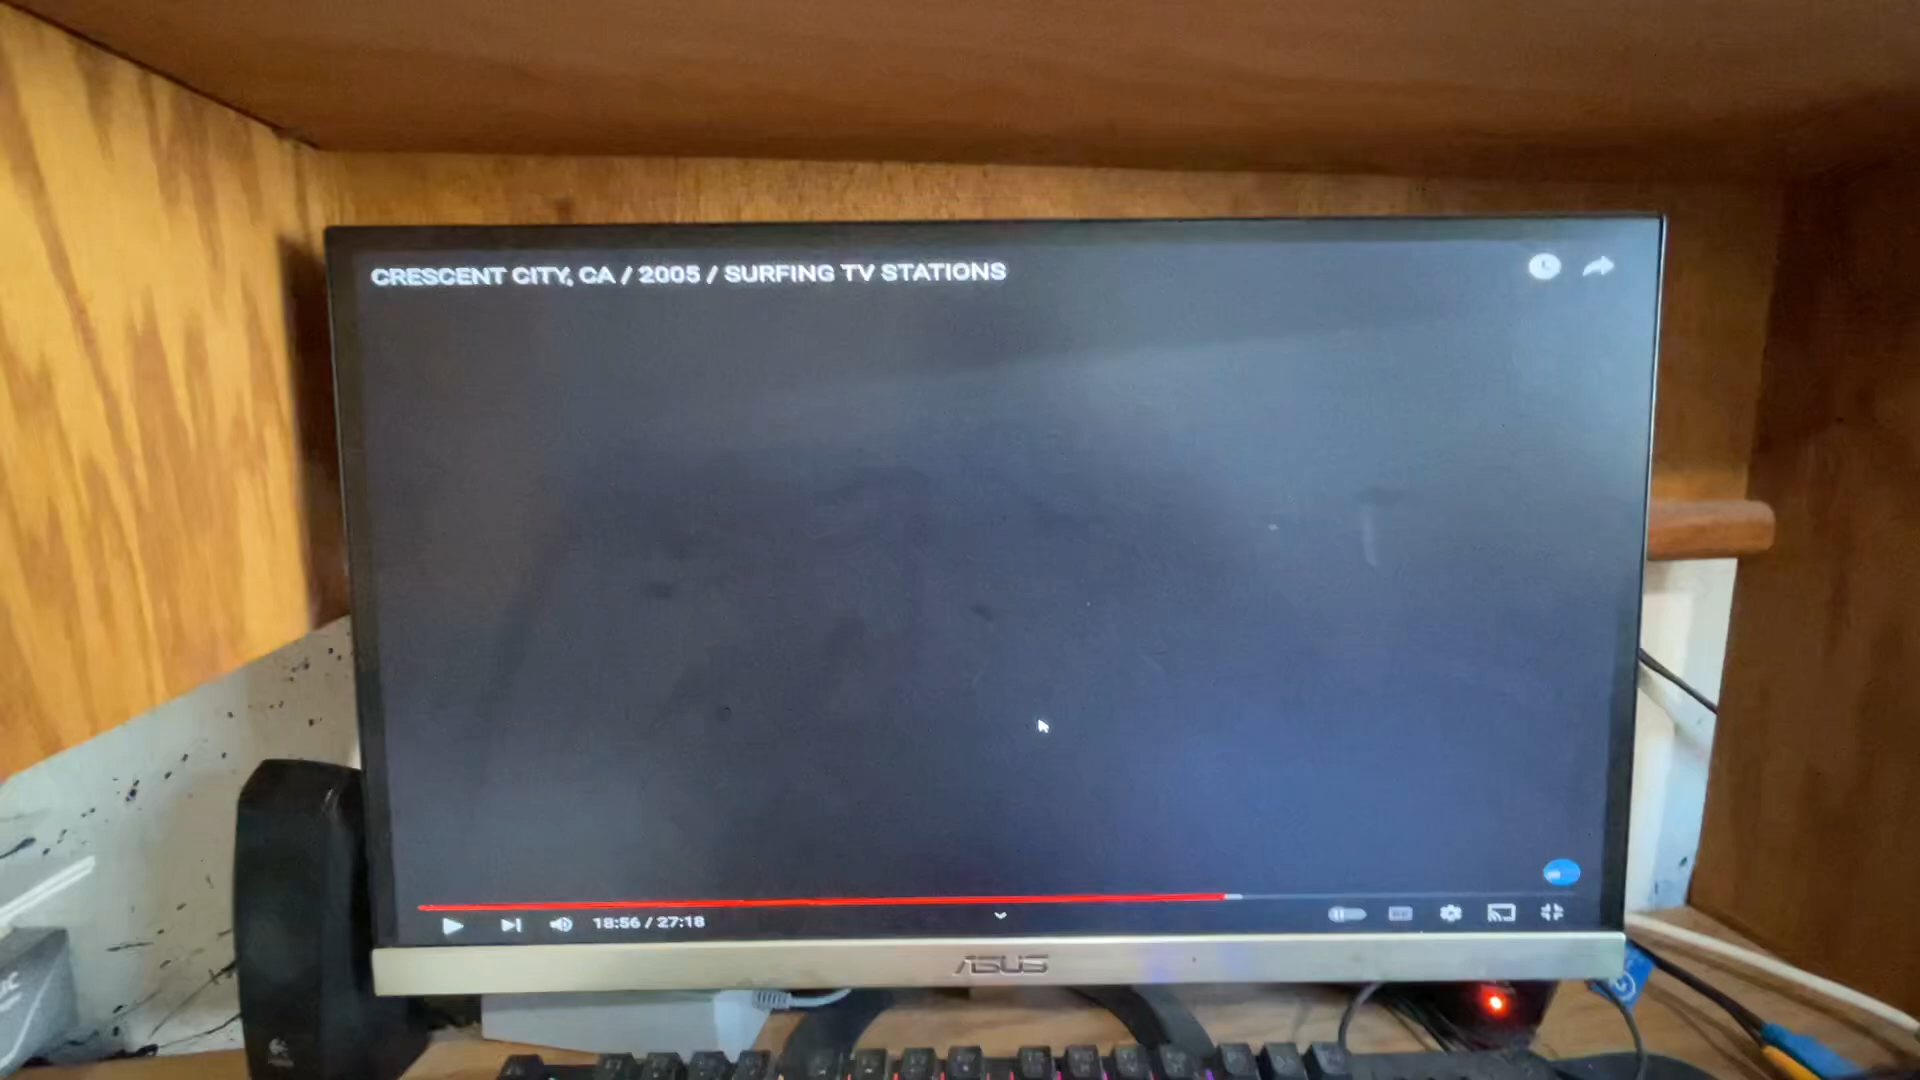 CRESCENT CITY, CA / 2005 / SURFING TV STATIONS
18:56 / 27:18
ASUS